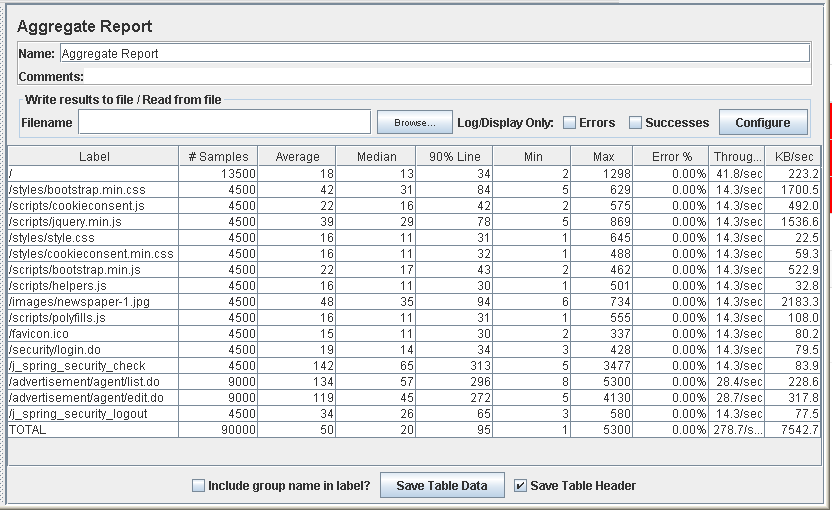 Aggregate Report
Name: Aggregate Report
Comments:
Write results to file / Read from file
Filename Browse... Log/Display Only: Errors Successes Configure
Label # Samples Average Median 90% Line Min Max Error % Throug... KB/sec
/ 13500 18 13 34 2 1298 0.00% 41.8/sec 223.2
/styles/bootstrap.min.css 4500 42 31 84 5 629 0.00% 14.3/sec 1700.5
/scripts/cookieconsent.js 4500 22 16 42 2 575 0.00% 14.3/sec 492.0
/scripts/jquery.min.js 4500 39 29 78 5 869 0.00% 14.3/sec 1536.6
/styles/style.css 4500 16 11 31 1 645 0.00% 14.3/sec 22.5
/styles/cookieconsent.min.css 4500 16 11 32 1 488 0.00% 14.3/sec 59.3
/scripts/bootstrap.min.js 4500 22 17 43 2 462 0.00% 14.3/sec 522.9
/scripts/helpers.js 4500 16 11 30 1 501 0.00% 14.3/sec 32.8
/images/newspaper-1.jpg 4500 48 35 94 6 734 0.00% 14.3/sec 2183.3
/scripts/polyfills.js 4500 16 11 31 1 555 0.00% 14.3/sec 108.0
/favicon.ico 4500 15 11 30 2 337 0.00% 14.3/sec 80.2
/security/login.do 4500 19 14 34 3 428 0.00% 14.3/sec 79.5
/j_spring_security_check 4500 142 65 313 5 3477 0.00% 14.3/sec 83.9
/advertisement/agent/list.do 9000 134 57 296 8 5300 0.00% 28.4/sec 228.6
/advertisement/agent/edit.do 9000 119 45 272 5 4130 0.00% 28.7/sec 317.8
/j_spring_security_logout 4500 34 26 65 3 580 0.00% 14.3/sec 77.5
TOTAL 90000 50 20 95 1 5300 0.00% 278.7/s... 7542.7
Include group name in label? Save Table Data Save Table Header